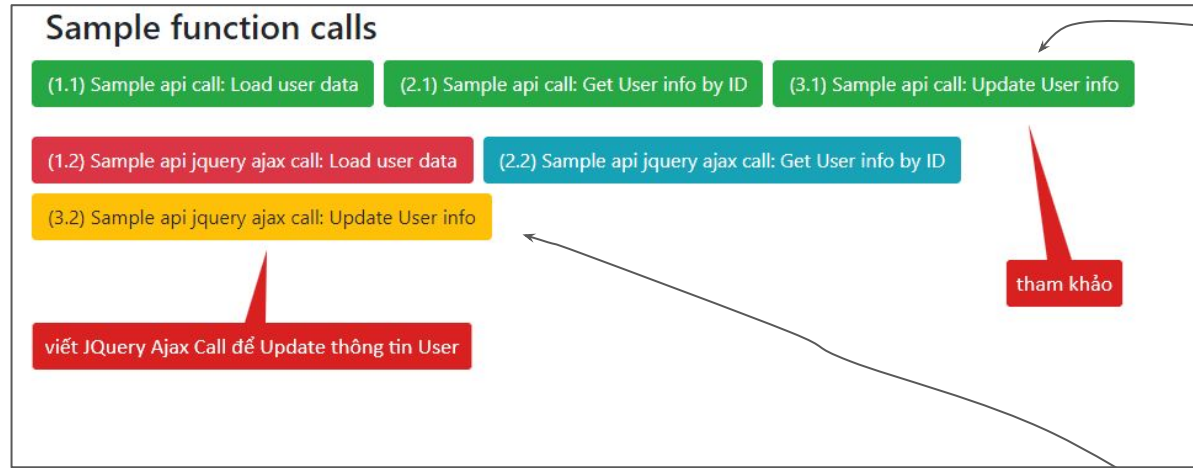 Sample function calls
(1.1) Sample api call: Load user data
(2.1) Sample api call: Get User info by ID
(3.1) Sample api call: Update User info
(1.2) Sample api jquery ajax call: Load user data
(2.2) Sample api jquery ajax call: Get User info by ID
(3.2) Sample api jquery ajax call: Update User info
tham khảo
viết JQuery Ajax Call để Update thông tin User